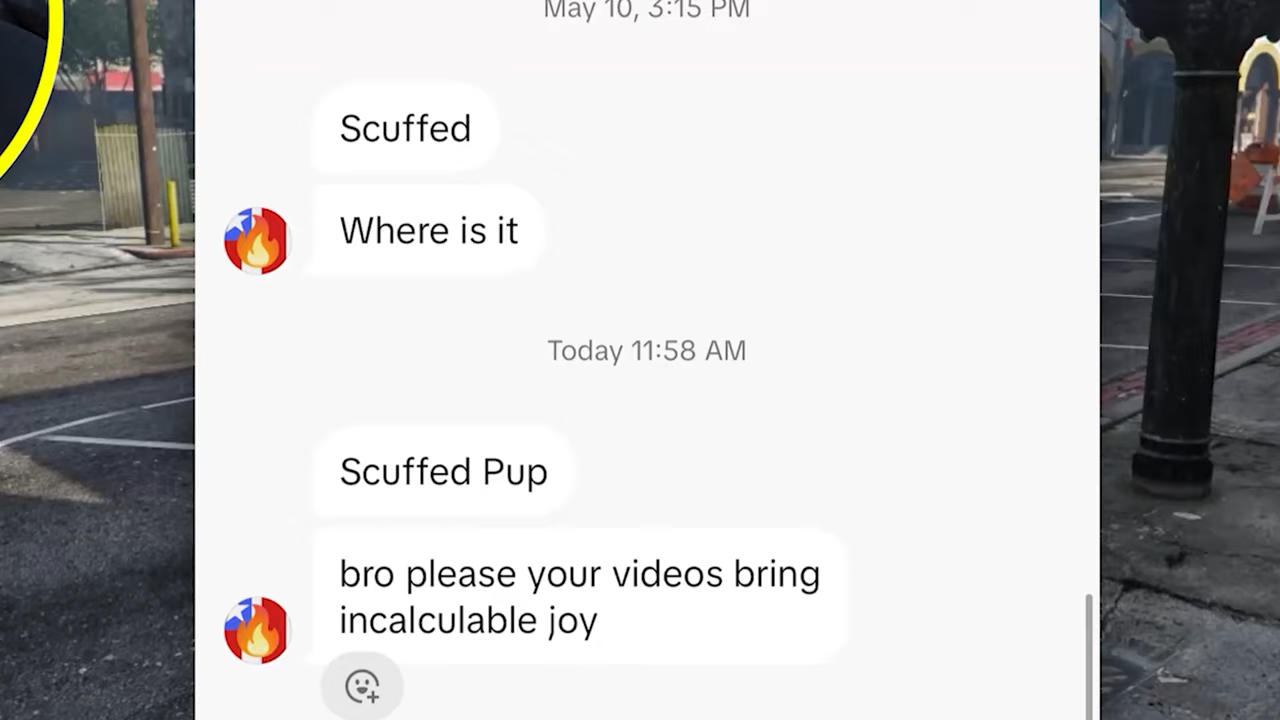 May 10, 3:15 PM
Scuffed
Where is it
Today 11:58 AM
Scuffed Pup
bro please your videos bring
incalculable joy